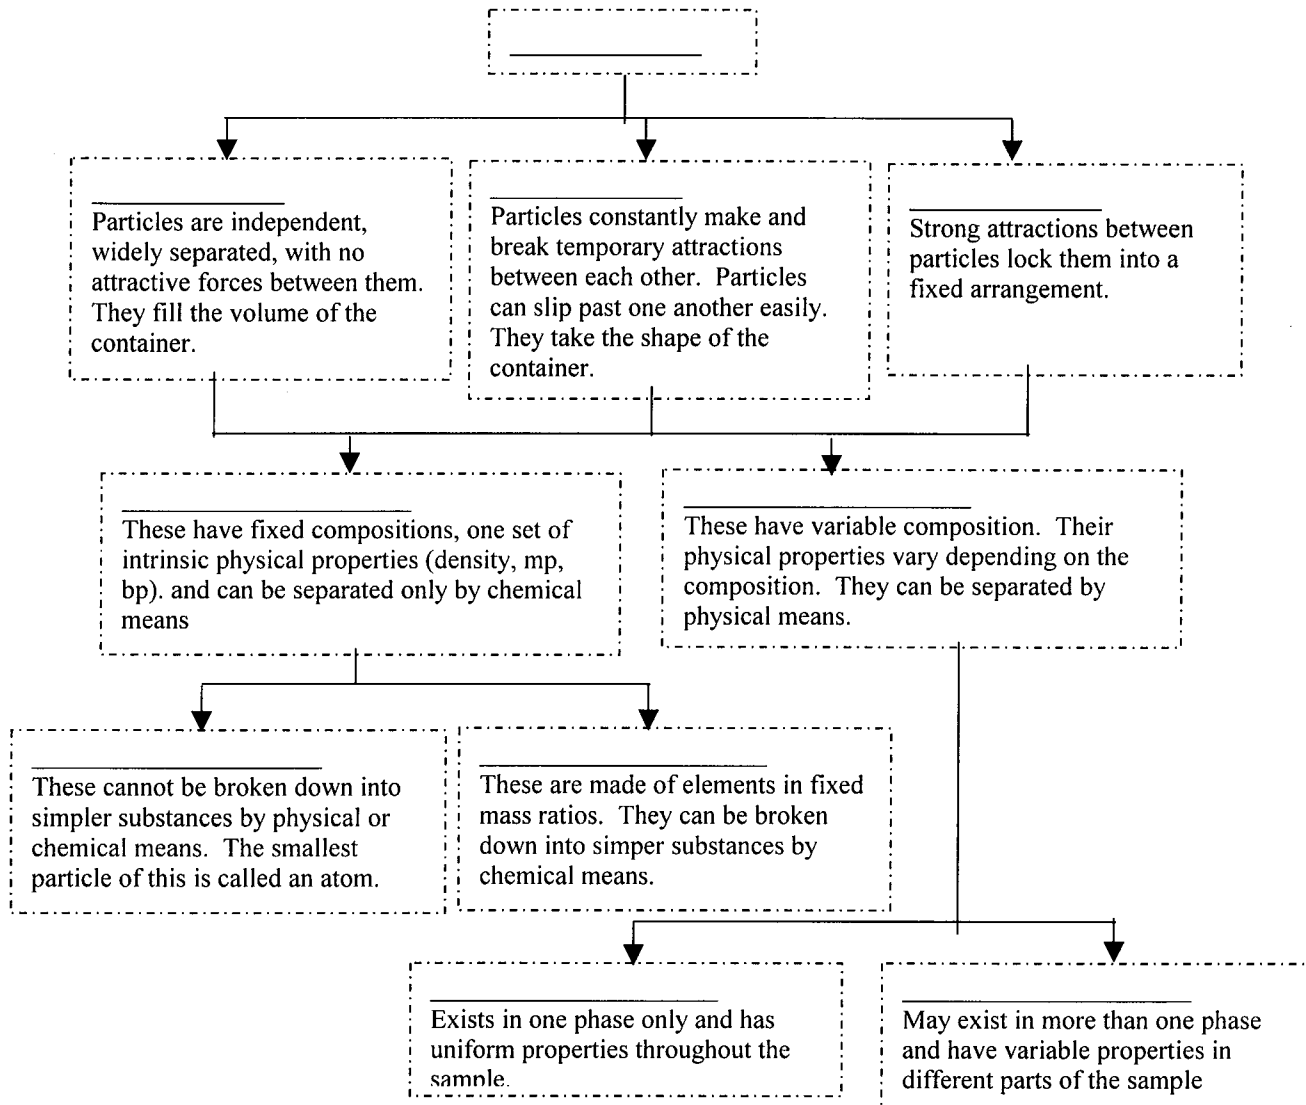 Particles are independent,
widely separated, with no
attractive forces between them.
They fill the volume of the
container.
Particles constantly make and
break temporary attractions
between each other. Particles
can slip past one another easily.
They take the shape of the
container.
Strong attractions between
particles lock them into a
fixed arrangement.
These have fixed compositions, one set of
intrinsic physical properties (density, mp,
bp). and can be separated only by chemical
means
These have variable composition. Their
physical properties vary depending on the
composition. They can be separated by
physical means.
These cannot be broken down into
simpler substances by physical or
chemical means. The smallest
particle of this is called an atom.
These are made of elements in fixed
mass ratios. They can be broken
down into simper substances by
chemical means.
Exists in one phase only and has
uniform properties throughout the
sample.
May exist in more than one phase
and have variable properties in
different parts of the sample